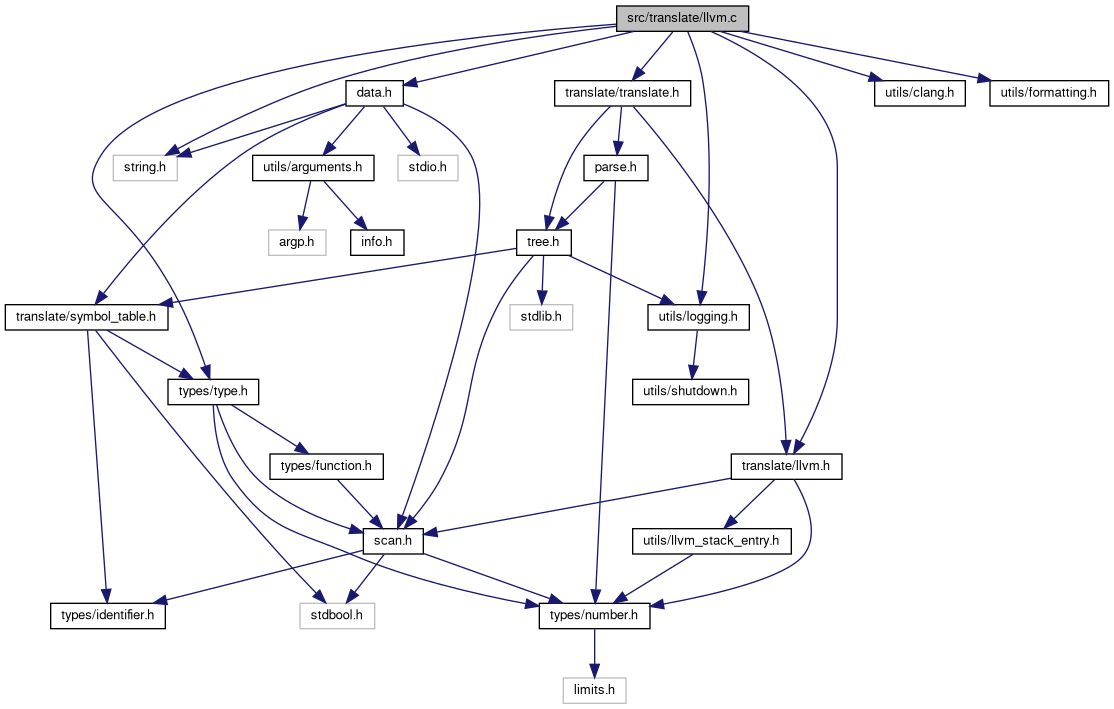 src/translate/llvm.c
data.h
translate/translate.h
utils/clang.h
utils/formatting.h
string.h
utils/arguments.h
stdio.h
parse.h
argp.h
info.h
tree.h
translate/symbol_table.h
stdlib.h
utils/logging.h
types/type.h
utils/shutdown.h
types/function.h
translate/llvm.h
scan.h
utils/llvm_stack_entry.h
types/identifier.h
stdbool.h
types/number.h
limits.h